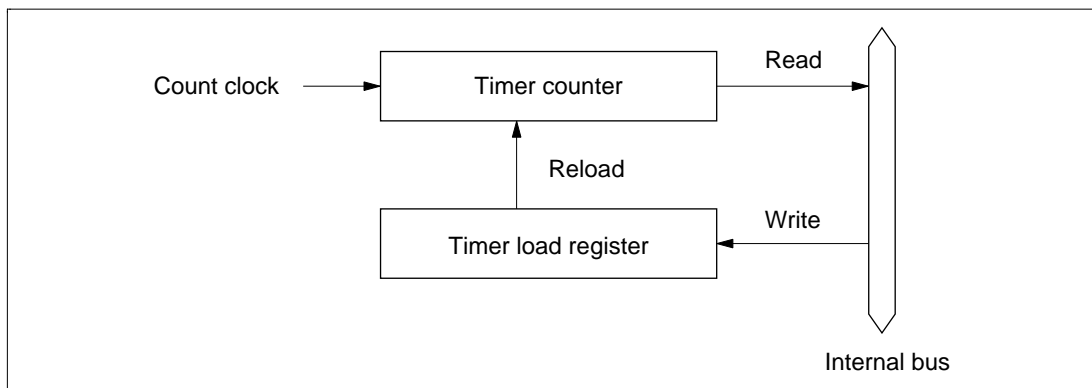 Read
Count clock
Timer counter
Reload
Write
Timer load register
Internal bus